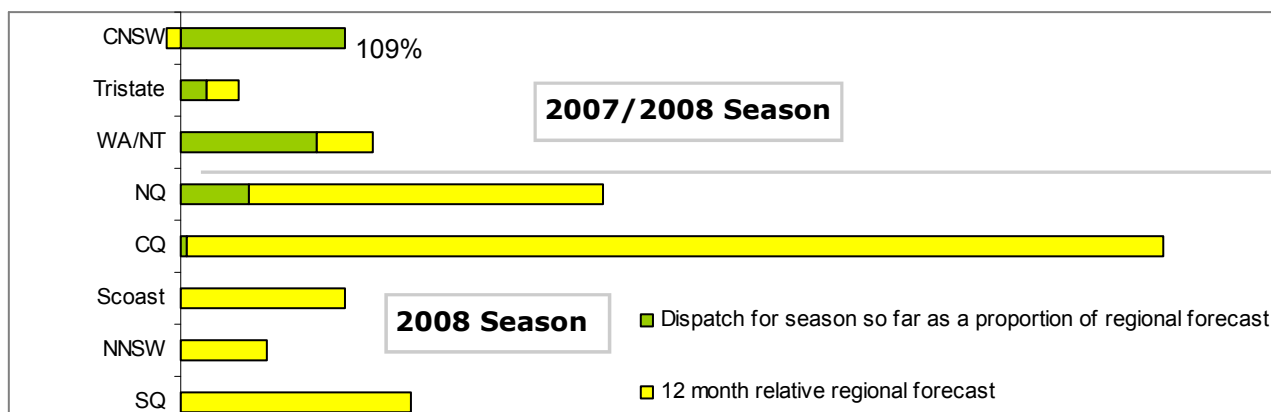 CNSW
109%
Tristate
2007/2008 Season
WA/NT
NQ
CQ
Scoast
2008 Season
Dispatch for season so far as a proportion of regional forecast
NNSW
12 month relative regional forecast
SQ